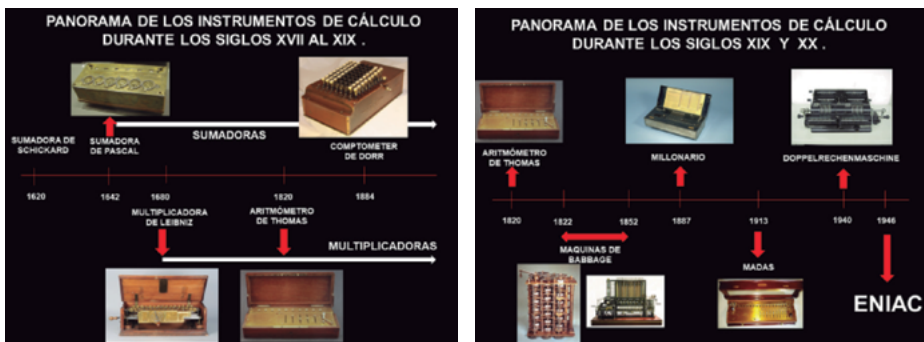 PANORAMA DE LOS INSTRUMENTOS DE CÁLCULO
DURANTE LOS SIGLOS XVII AL XIX .
SUMADORAS
SUMADORA DE
SCHICKARD
SUMADORA
DE PASCAL
COMPTOMETER
DE DORR
1620
1642
1680
1820
1884
MULTIPLICADORA
DE LEIBNIZ
ARITMÓMETRO
DE THOMAS
MULTIPLICADORAS
PANORAMA DE LOS INSTRUMENTOS DE CÁLCULO
DURANTE LOS SIGLOS XIX Y XX .
ARITMÓMETRO
DE THOMAS
MILLONARIO
DOPPELRECHENMASCHINE
1820
1822
1852
1887
1913
1940
1946
MAQUINAS DE
BABBAGE
MADAS
ENIAC